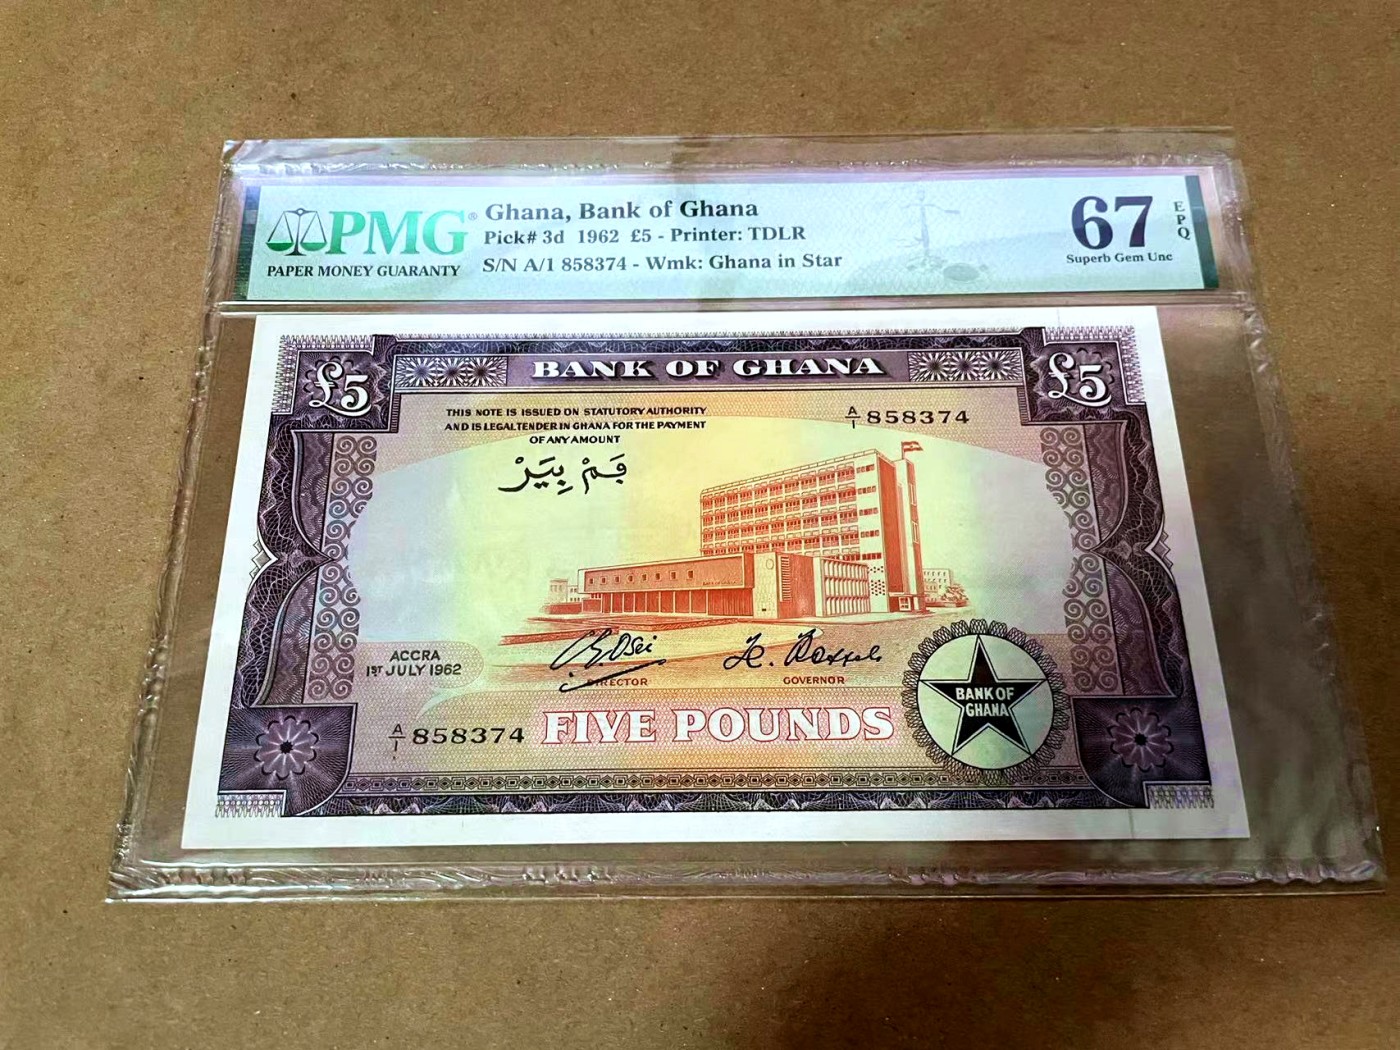 PMG®
PAPER MONEY GUARANTY
Ghana, Bank of Ghana
Pick# 3d 1962 £5 - Printer: TDLR
S/N A/1 858374 - Wmk: Ghana in Star
67
EPQ
Superb Gem Unc
£5
BANK OF GHANA
£5
THIS NOTE IS ISSUED ON STATUTORY AUTHORITY
AND IS LEGAL TENDER IN GHANA FOR THE PAYMENT
OF ANY AMOUNT
A/1 858374
فَمْ بِيَرْ
ACCRA
1ST JULY 1962
DIRECTOR
GOVERNOR
A/1 858374
FIVE POUNDS
BANK OF
GHANA